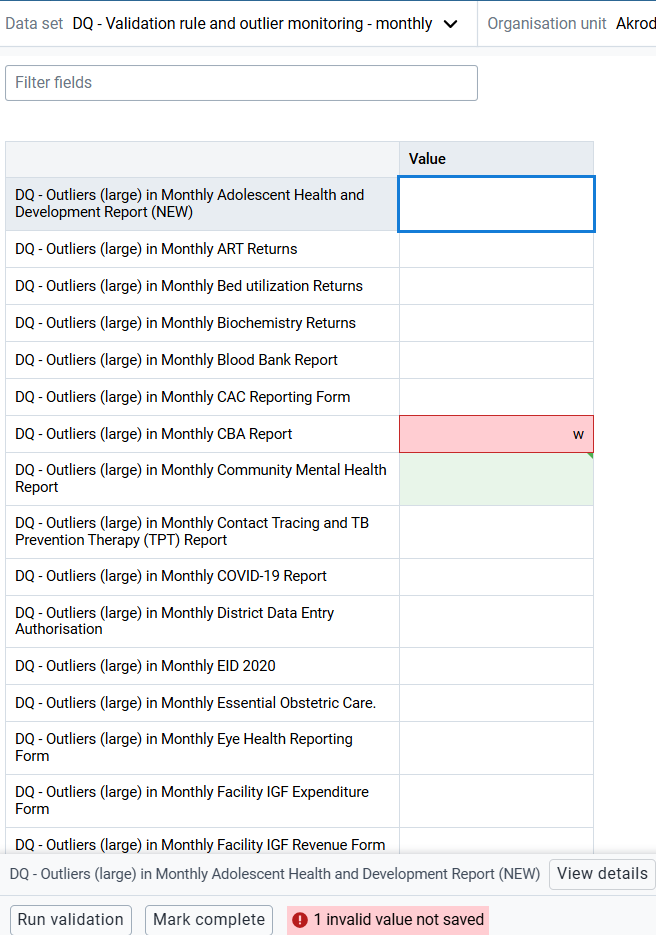 Data set DQ - Validation rule and outlier monitoring - monthly Organisation unit Akrod
Filter fields
Value
DQ - Outliers (large) in Monthly Adolescent Health and
Development Report (NEW)
DQ - Outliers (large) in Monthly ART Returns
DQ - Outliers (large) in Monthly Bed utilization Returns
DQ - Outliers (large) in Monthly Biochemistry Returns
DQ - Outliers (large) in Monthly Blood Bank Report
DQ - Outliers (large) in Monthly CAC Reporting Form
DQ - Outliers (large) in Monthly CBA Report w
DQ - Outliers (large) in Monthly Community Mental Health
Report
DQ - Outliers (large) in Monthly Contact Tracing and TB
Prevention Therapy (TPT) Report
DQ - Outliers (large) in Monthly COVID-19 Report
DQ - Outliers (large) in Monthly District Data Entry
Authorisation
DQ - Outliers (large) in Monthly EID 2020
DQ - Outliers (large) in Monthly Essential Obstetric Care.
DQ - Outliers (large) in Monthly Eye Health Reporting
Form
DQ - Outliers (large) in Monthly Facility IGF Expenditure
Form
DQ - Outliers (large) in Monthly Facility IGF Revenue Form
DQ - Outliers (large) in Monthly Adolescent Health and Development Report (NEW) View details
Run validation Mark complete 1 invalid value not saved